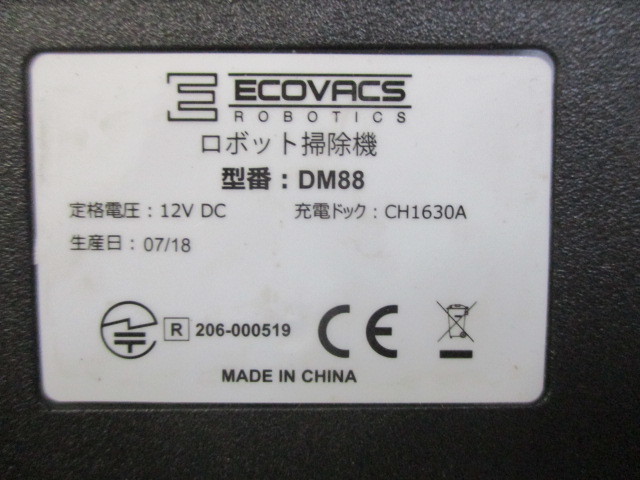 ECOVACS
ROBOTICS
ロボット掃除機
型番：DM88
定格電圧：12V DC 充電ドック：CH1630A
生産日：07/18
R 206-000519 CE
MADE IN CHINA